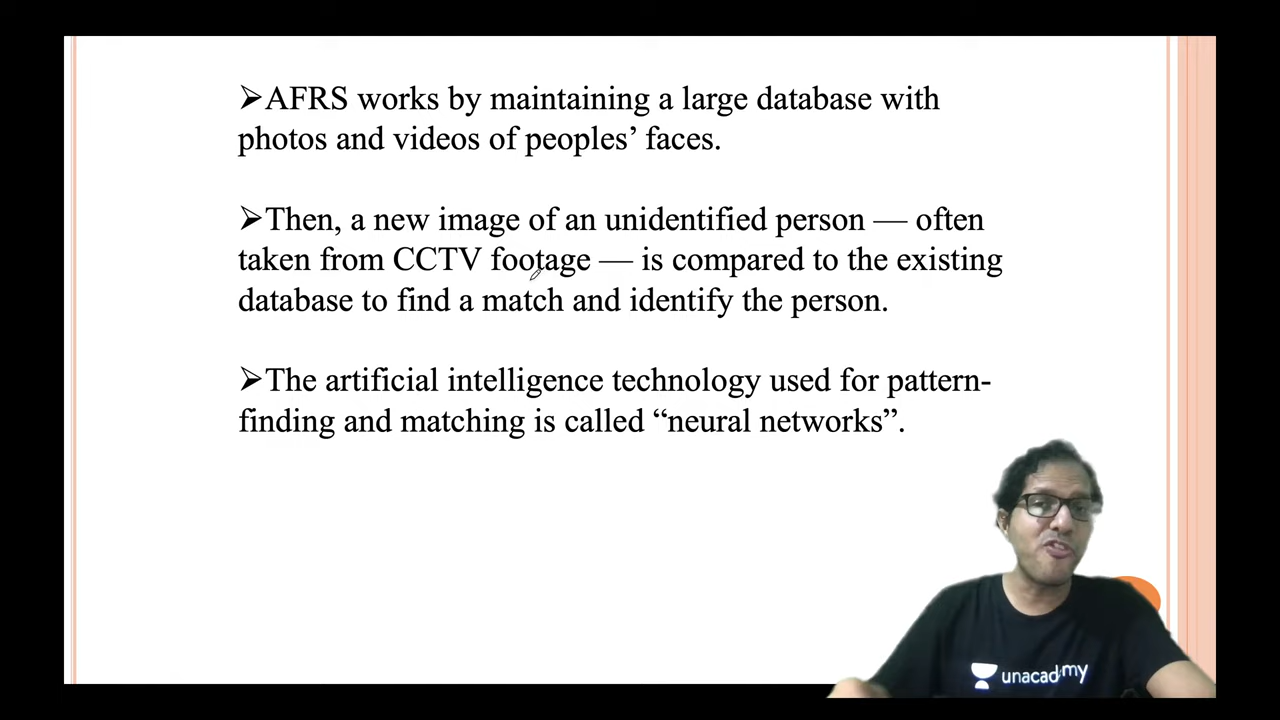 ➢AFRS works by maintaining a large database with
photos and videos of peoples’ faces.
➢Then, a new image of an unidentified person — often
taken from CCTV footage — is compared to the existing
database to find a match and identify the person.
➢The artificial intelligence technology used for pattern-
finding and matching is called “neural networks”.
unacademy